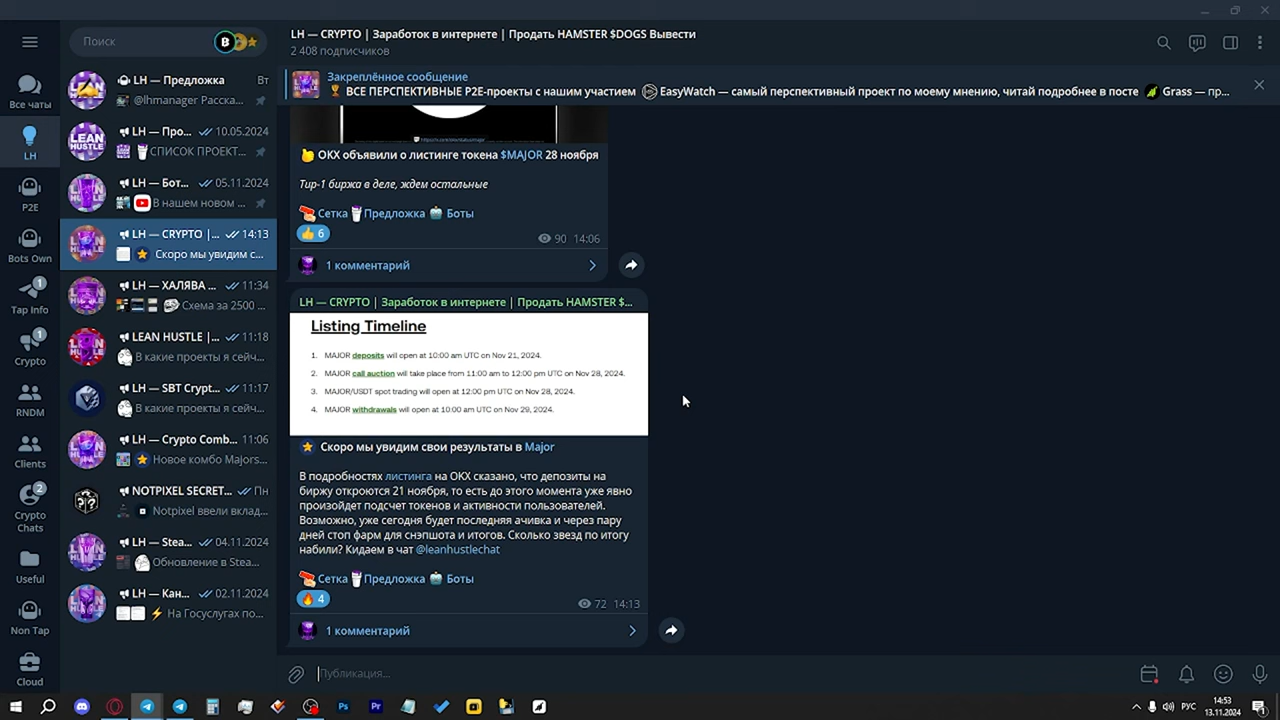 Поиск
LH — CRYPTO | Заработок в интернете | Продать HAMSTER $DOGS Вывести
2 408 подписчиков
Закреплённое сообщение
ВСЕ ПЕРСПЕКТИВНЫЕ P2E-проекты с нашим участием EasyWatch — самый перспективный проект по моему мнению, читай подробнее в посте Grass — пр...
Все чаты
LH
P2E
Bots Own
Tap Info
1
Crypto
1
RNDM
Clients
Crypto Chats
2
Useful
Non Tap
Cloud
LH — Предложка Вт
@lhmanager Расска...
LH — Про... 10.05.2024
СПИСОК ПРОЕКТ...
LH — Бот... 05.11.2024
В нашем новом ...
LH — CRYPTO |... 14:13
Скоро мы увидим с...
LH — ХАЛЯВА ... 11:34
Схема за 2500 ...
LEAN HUSTLE |... 11:18
В какие проекты я сейч...
LH — SBT Crypt... 11:17
В какие проекты я сейч...
LH — Crypto Comb... 11:06
Новое комбо Majors...
NOTPIXEL SECRET... Пн
Notpixel ввели вклад...
LH — Stea... 04.11.2024
Обновление в Stea...
LH — Кан... 02.11.2024
На Госуслугах по...
OKX объявили о листинге токена $MAJOR 28 ноября
Тир-1 биржа в деле, ждем остальные
Сетка Предложка Боты
6
90 14:06
1 комментарий
LH — CRYPTO | Заработок в интернете | Продать HAMSTER $...
Listing Timeline
1. MAJOR deposits will open at 10:00 am UTC on Nov 21, 2024.
2. MAJOR call auction will take place from 11:00 am to 12:00 pm UTC on Nov 28, 2024.
3. MAJOR/USDT spot trading will open at 12:00 pm UTC on Nov 28, 2024.
4. MAJOR withdrawals will open at 10:00 am UTC on Nov 29, 2024.
Скоро мы увидим свои результаты в Major
В подробностях листинга на OKX сказано, что депозиты на
биржу откроются 21 ноября, то есть до этого момента уже явно
произойдет подсчет токенов и активности пользователей.
Возможно, уже сегодня будет последняя ачивка и через пару
дней стоп фарм для снэпшота и итогов. Сколько звезд по итогу
набили? Кидаем в чат @leanhustlechat
Сетка Предложка Боты
4
72 14:13
1 комментарий
Публикация...
РУС
14:53
13.11.2024